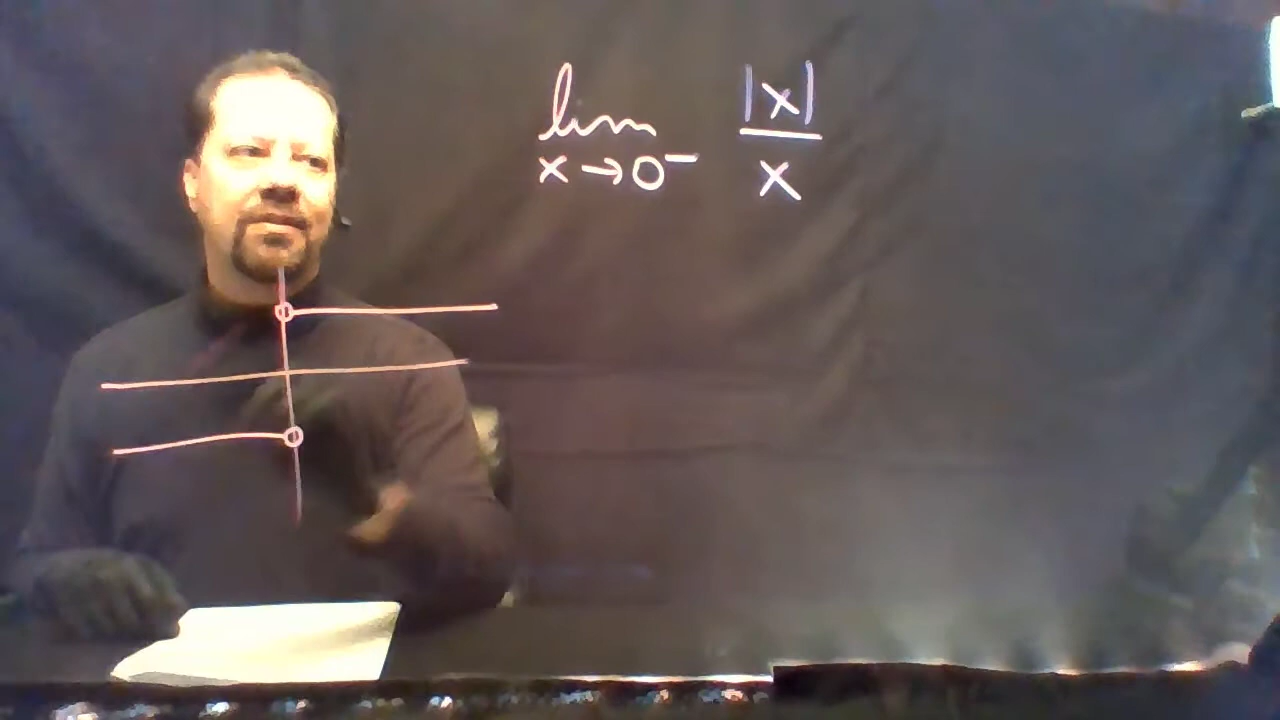 lim |x|
x→0⁻ x